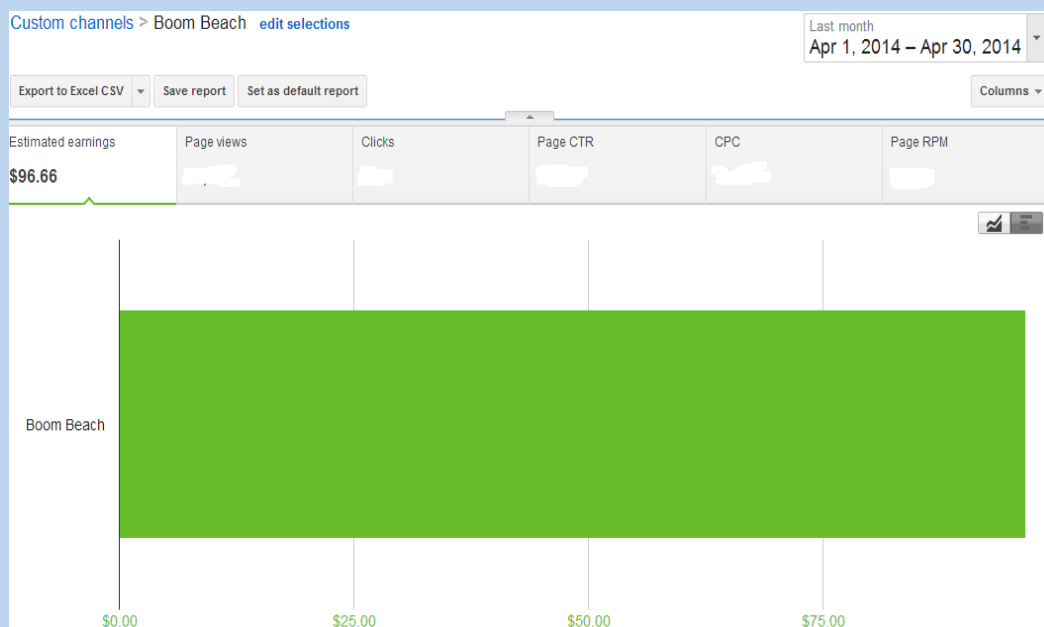 Custom channels > Boom Beach edit selections
Last month
Apr 1, 2014 – Apr 30, 2014
Export to Excel CSV Save report Set as default report Columns
Estimated earnings Page views Clicks Page CTR CPC Page RPM
$96.66
Boom Beach
$0.00 $25.00 $50.00 $75.00